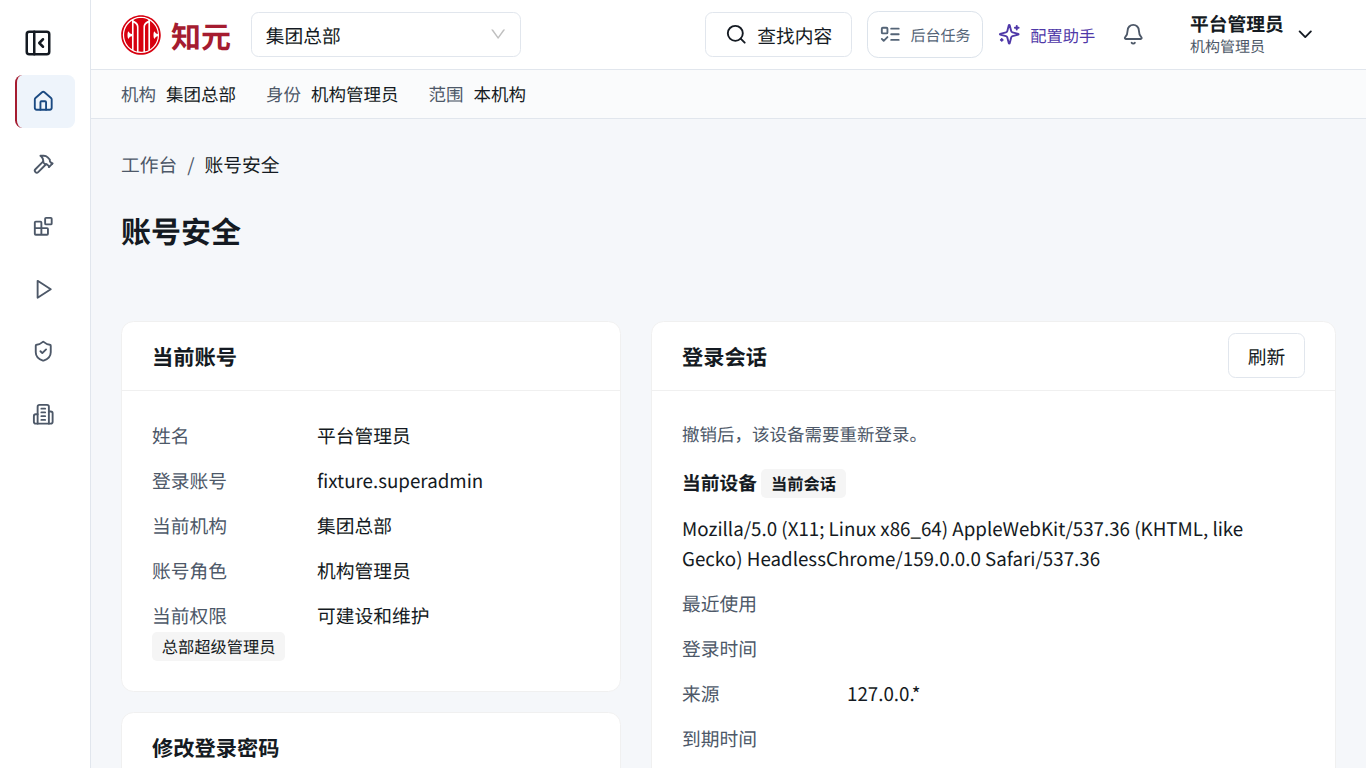 知元
集团总部
查找内容
后台任务
配置助手
平台管理员
机构管理员
机构 集团总部 身份 机构管理员 范围 本机构
工作台 / 账号安全
账号安全
当前账号
姓名 平台管理员
登录账号 fixture.superadmin
当前机构 集团总部
账号角色 机构管理员
当前权限 可建设和维护
总部超级管理员
修改登录密码
登录会话
刷新
撤销后，该设备需要重新登录。
当前设备 当前会话
Mozilla/5.0 (X11; Linux x86_64) AppleWebKit/537.36 (KHTML, like
Gecko) HeadlessChrome/159.0.0.0 Safari/537.36
最近使用
登录时间
来源 127.0.0.*
到期时间